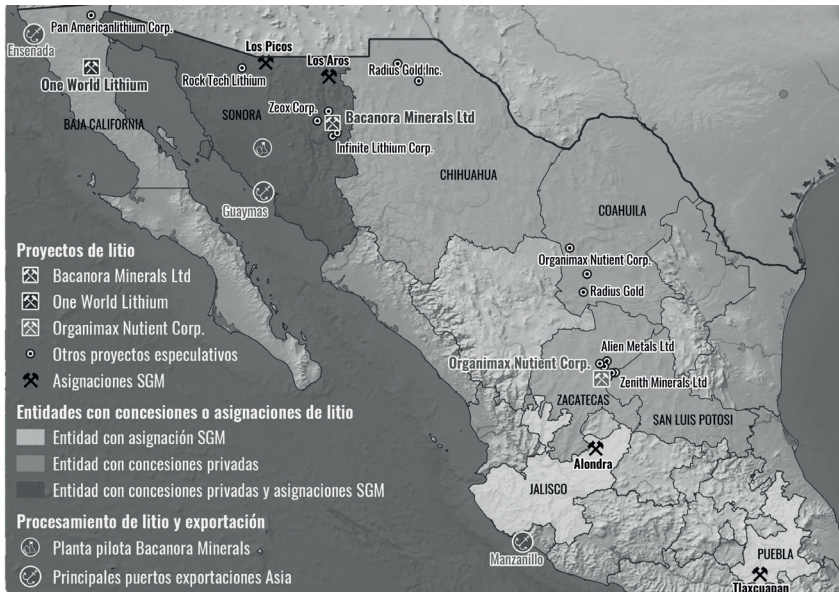 Pan Americanlithium Corp.
Ensenada
Los Picos
Los Aros
One World Lithium
Rock Tech Lithium
Radius Gold Inc.
BAJA CALIFORNIA
SONORA
Zeox Corp.
Bacanora Minerals Ltd
Infinite Lithium Corp.
CHIHUAHUA
Guaymas
COAHUILA
Organimax Nutient Corp.
Radius Gold
Alien Metals Ltd
Organimax Nutient Corp.
Zenith Minerals Ltd
ZACATECAS
SAN LUIS POTOSI
Alondra
JALISCO
Manzanillo
PUEBLA
Tlaxcuapan
Proyectos de litio
Bacanora Minerals Ltd
One World Lithium
Organimax Nutient Corp.
Otros proyectos especulativos
Asignaciones SGM
Entidades con concesiones o asignaciones de litio
Entidad con asignación SGM
Entidad con concesiones privadas
Entidad con concesiones privadas y asignaciones SGM
Procesamiento de litio y exportación
Planta pilota Bacanora Minerals
Principales puertos exportaciones Asia